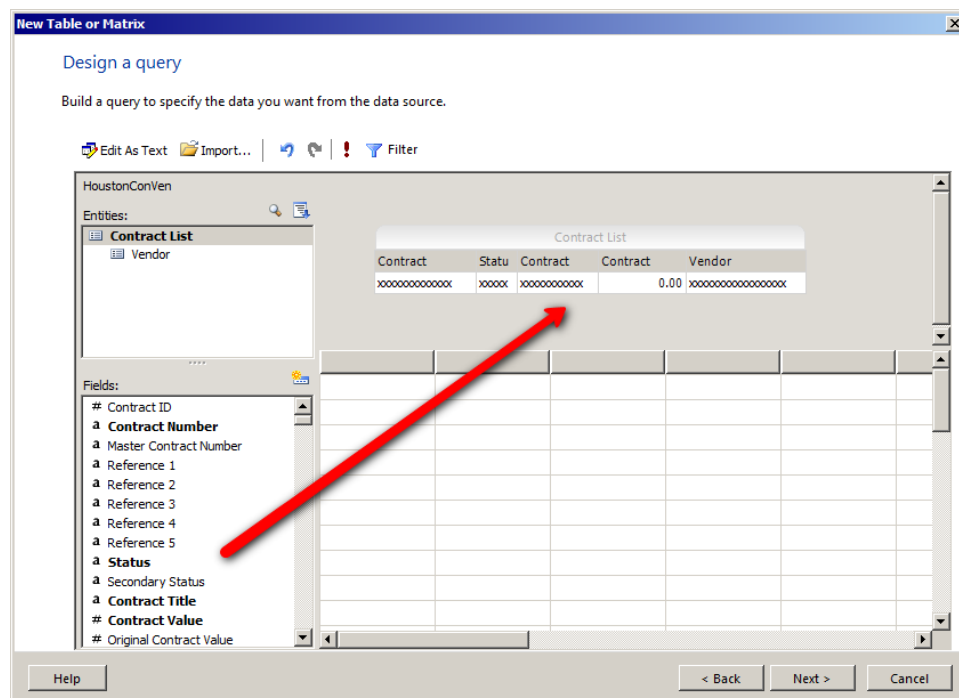 New Table or Matrix
Design a query
Build a query to specify the data you want from the data source.
Edit As Text Import... Filter
HoustonConVen
Entities:
Contract List
Vendor
Contract List
Contract Statu Contract Contract Vendor
xxxxxxxxxxxxx xxxxx xxxxxxxxxxx 0.00 xxxxxxxxxxxxxxxxx
Fields:
# Contract ID
a Contract Number
a Master Contract Number
a Reference 1
a Reference 2
a Reference 3
a Reference 4
a Reference 5
a Status
a Secondary Status
a Contract Title
# Contract Value
# Original Contract Value
Help < Back Next > Cancel